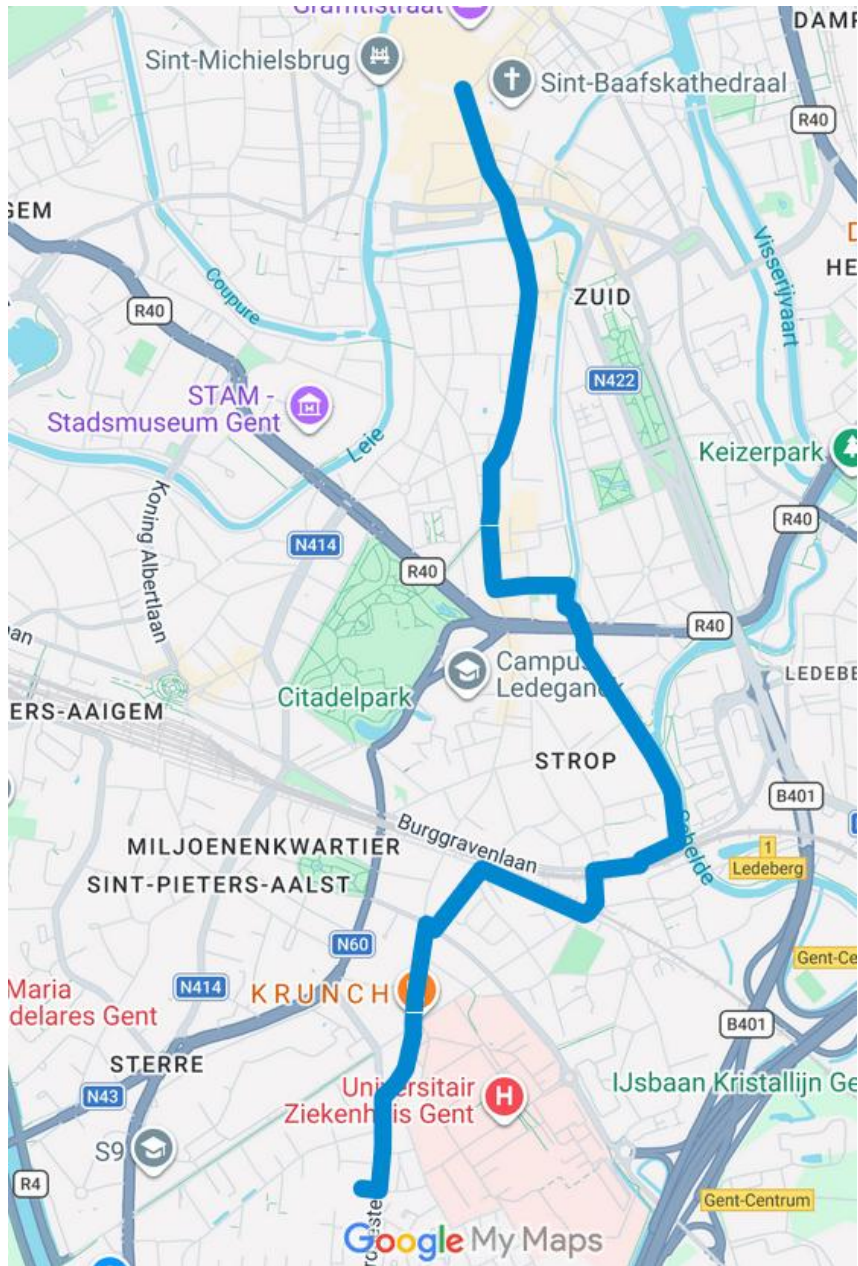 DAMP
Sint-Michielsbrug
Sint-Baafskathedraal
R40
GEM
Coupure
Visserijvaart
HE
R40
ZUID
N422
STAM -
Stadsmuseum Gent
Leie
Keizerpark
Koning Albertlaan
N414
R40
R40
R40
Campus
Ledeganck
LEDEBE
Citadelpark
ERS-AAIGEM
STROP
B401
Burggravenlaan
MILJOENENKWARTIER
SINT-PIETERS-AALST
1
Ledeberg
Schelde
N60
Gent-Ce
Maria
delares Gent
N414
KRUNCH
B401
STERRE
N43
Universitair
Ziekenhuis Gent
H
IJsbaan Kristallijn Ge
S9
R4
Gent-Centrum
Google My Maps